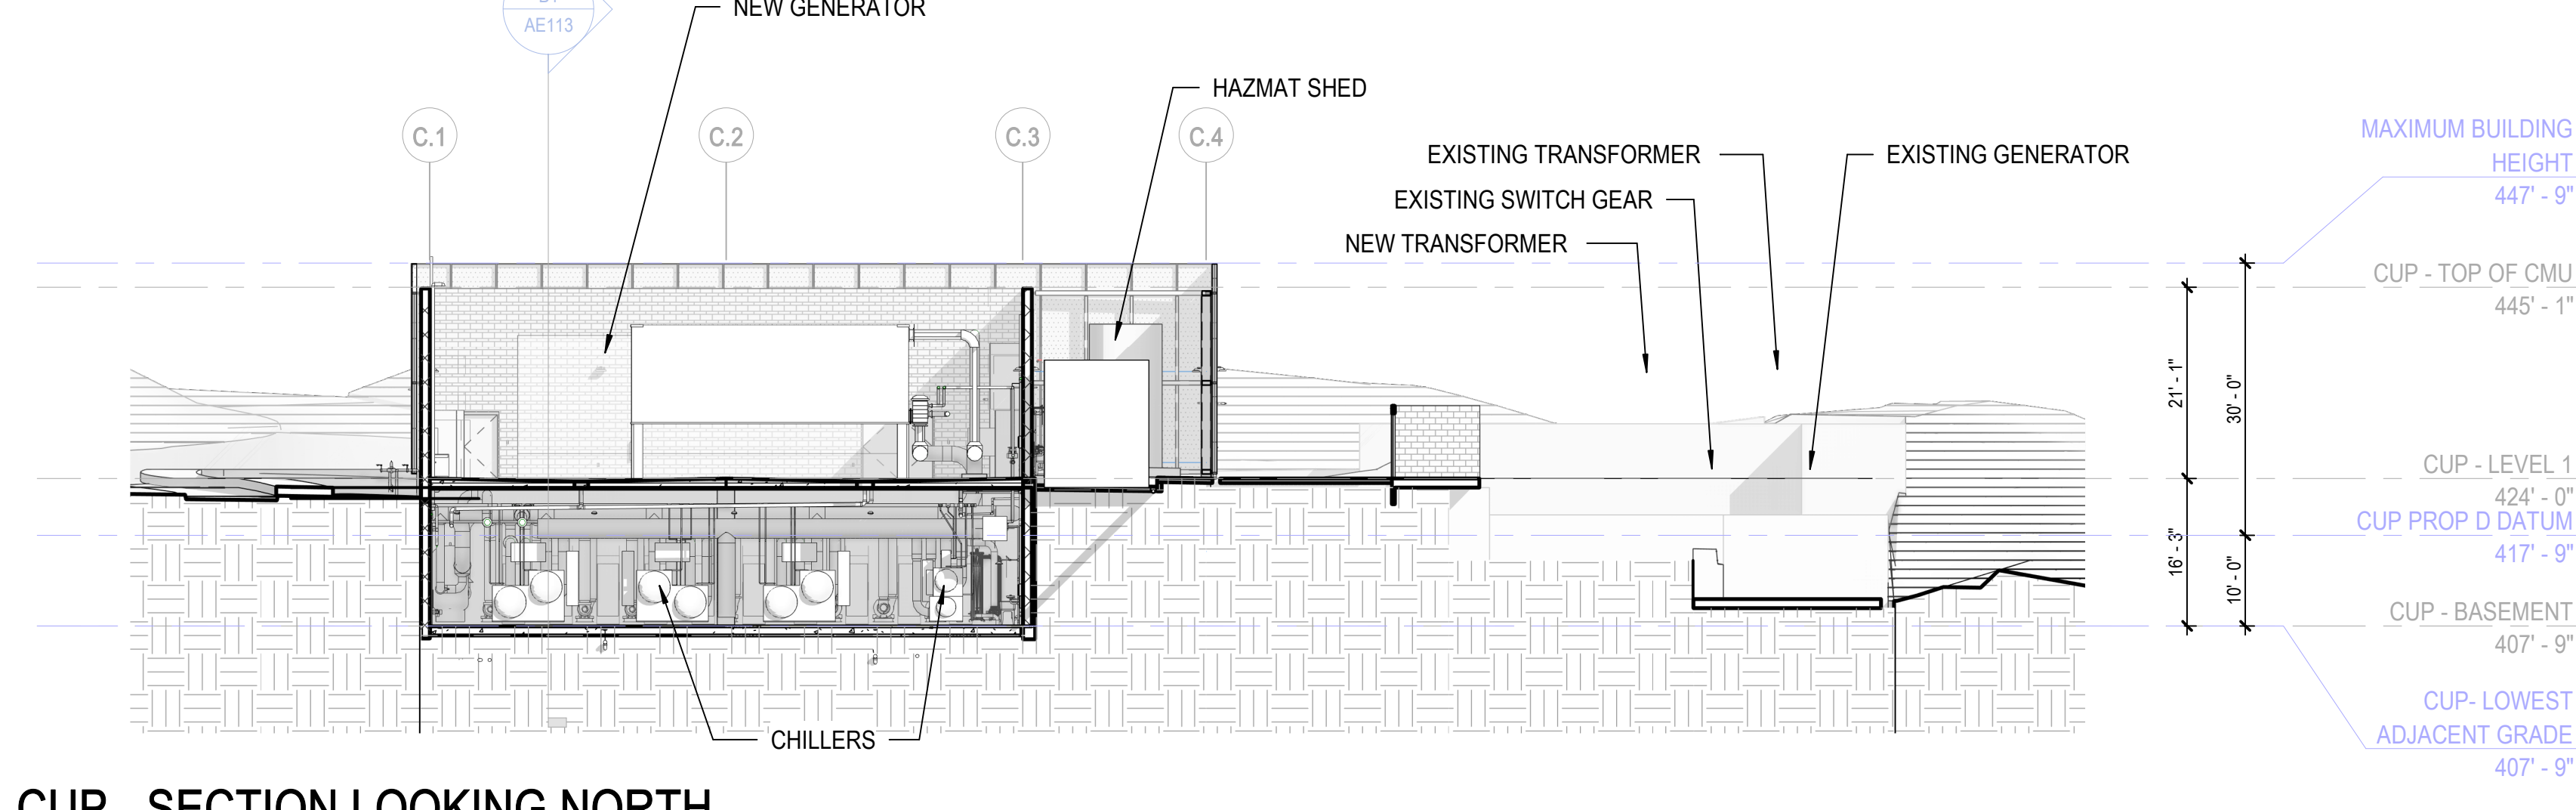 NEW GENERATOR
AE113
HAZMAT SHED
C.1
C.2
C.3
C.4
EXISTING TRANSFORMER
EXISTING GENERATOR
EXISTING SWITCH GEAR
NEW TRANSFORMER
MAXIMUM BUILDING
HEIGHT
447' - 9"
CUP - TOP OF CMU
445' - 1"
21' - 1"
30' - 0"
CUP - LEVEL 1
424' - 0"
CUP PROP D DATUM
417' - 9"
16' - 3"
10' - 0"
CUP - BASEMENT
407' - 9"
CUP- LOWEST
ADJACENT GRADE
407' - 9"
CHILLERS
CUP - SECTION LOOKING NORTH